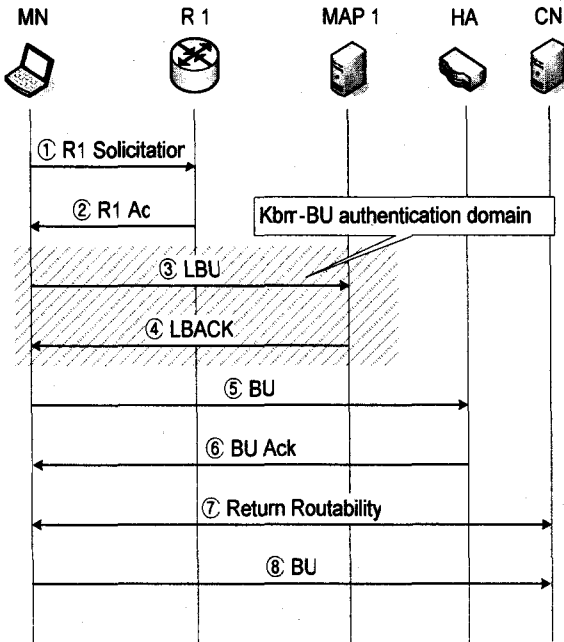 MN
R 1
MAP 1
HA
CN
① R1 Solicitatior
② R1 Ac
Kbrr-BU authentication domain
③ LBU
④ LBACK
⑤ BU
⑥ BU Ack
⑦ Return Routability
⑧ BU